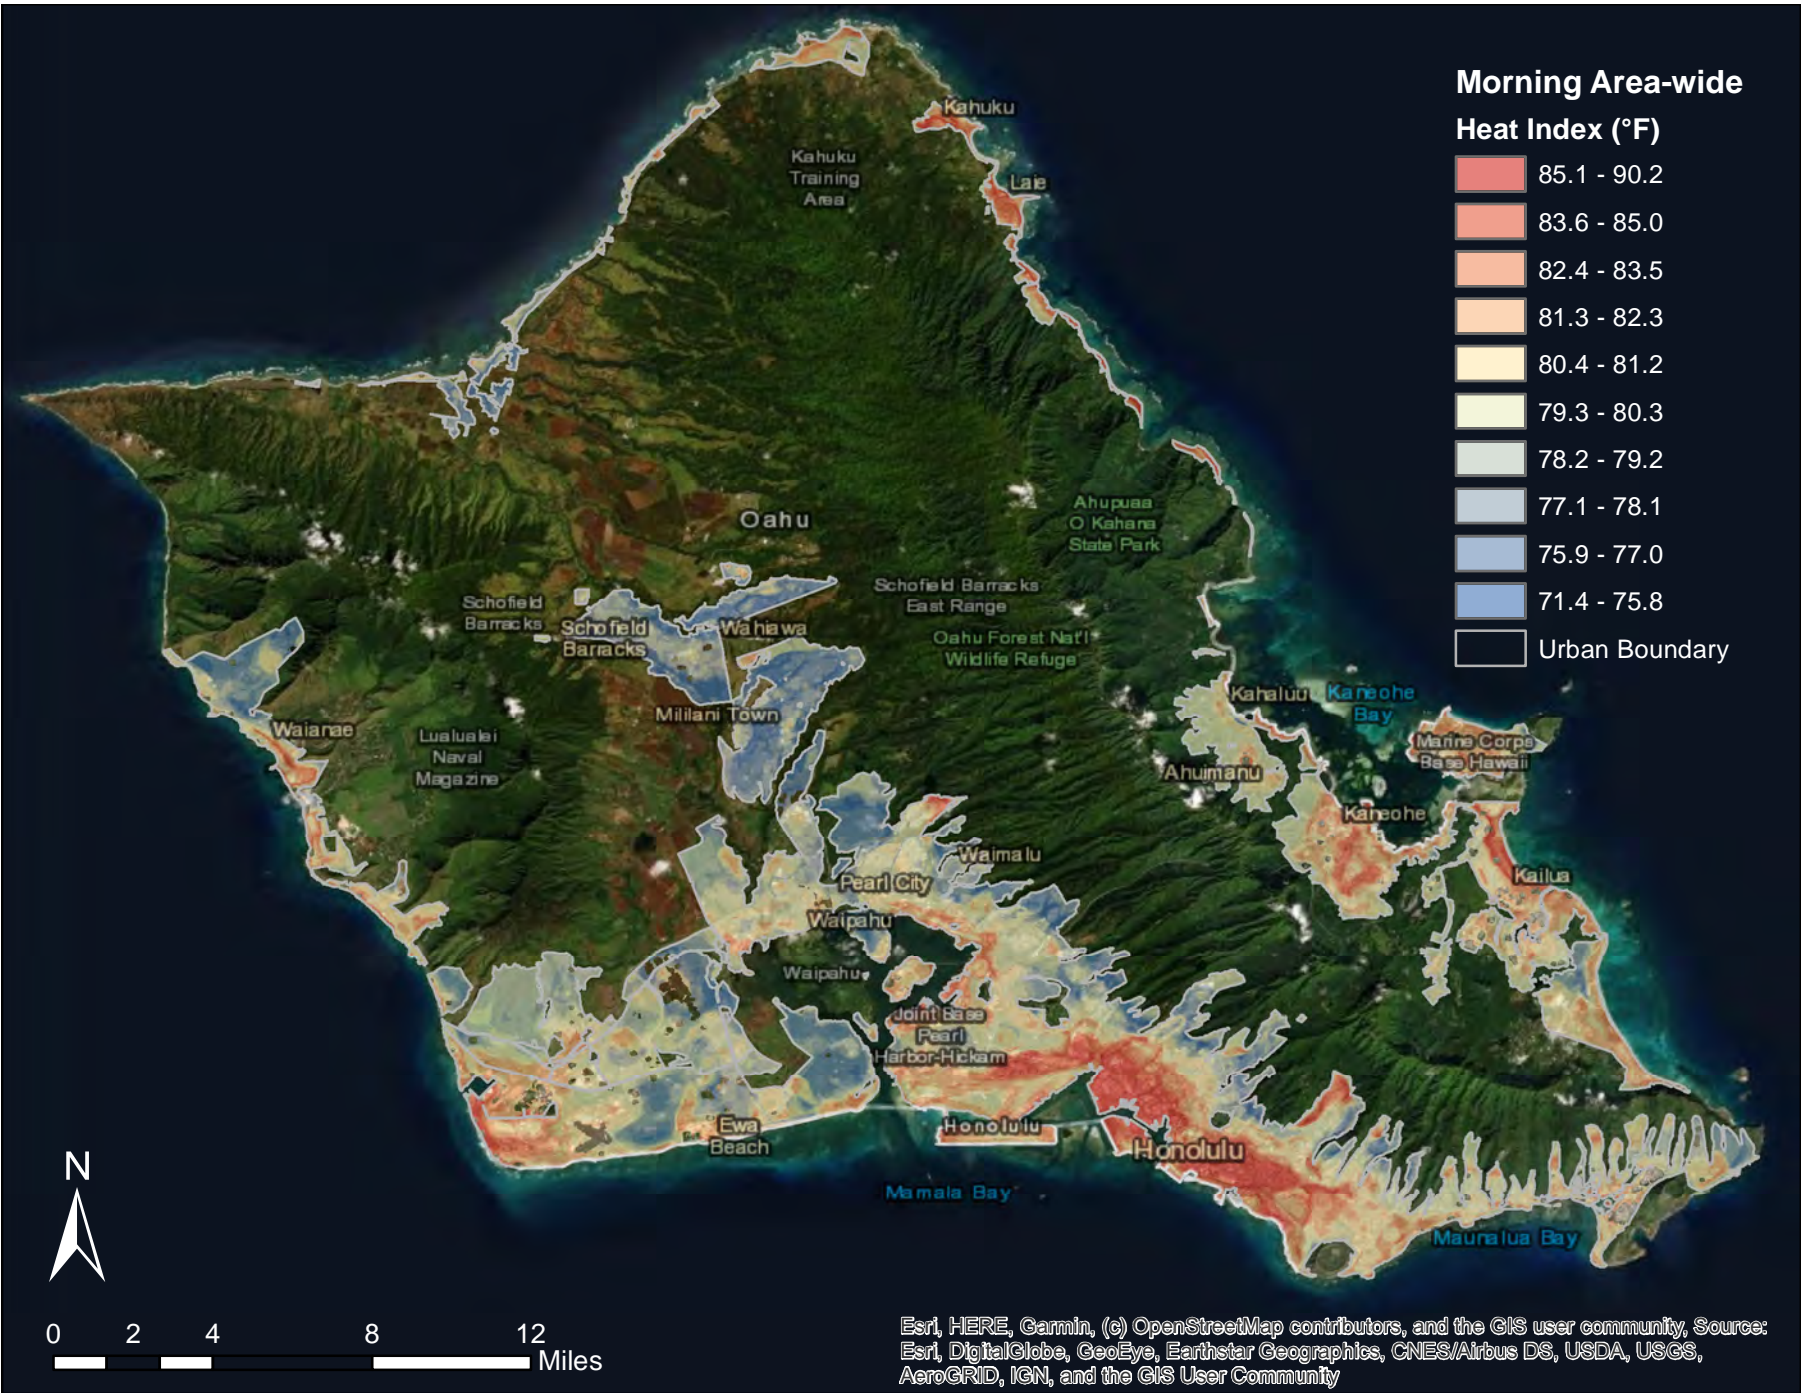 Morning Area-wide
Heat Index (°F)
85.1 - 90.2
83.6 - 85.0
82.4 - 83.5
81.3 - 82.3
80.4 - 81.2
79.3 - 80.3
78.2 - 79.2
77.1 - 78.1
75.9 - 77.0
71.4 - 75.8
Urban Boundary
Kahuku
Kahuku
Training
Area
Laie
Oahu
Ahupuaa
O Kahana
State Park
Schofield
Barracks
Schofield Barracks
East Range
Schofield
Barracks
Wahiawa
Oahu Forest Nat'l
Wildlife Refuge
Kahaluu
Kaneohe
Bay
Mililani Town
Waianae
Lualualei
Naval
Magazine
Marine Corps
Base Hawaii
Ahuimanu
Kaneohe
Waimalu
Pearl City
Kailua
Waipahu
Waipahu
Joint Base
Pearl
Harbor-Hickam
Ewa
Beach
Honolulu
Honolulu
Mamala Bay
Maunalua Bay
N
0 2 4 8 12
Miles
Esri, HERE, Garmin, (c) OpenStreetMap contributors, and the GIS user community, Source:
Esri, DigitalGlobe, GeoEye, Earthstar Geographics, CNES/Airbus DS, USDA, USGS,
AeroGRID, IGN, and the GIS User Community